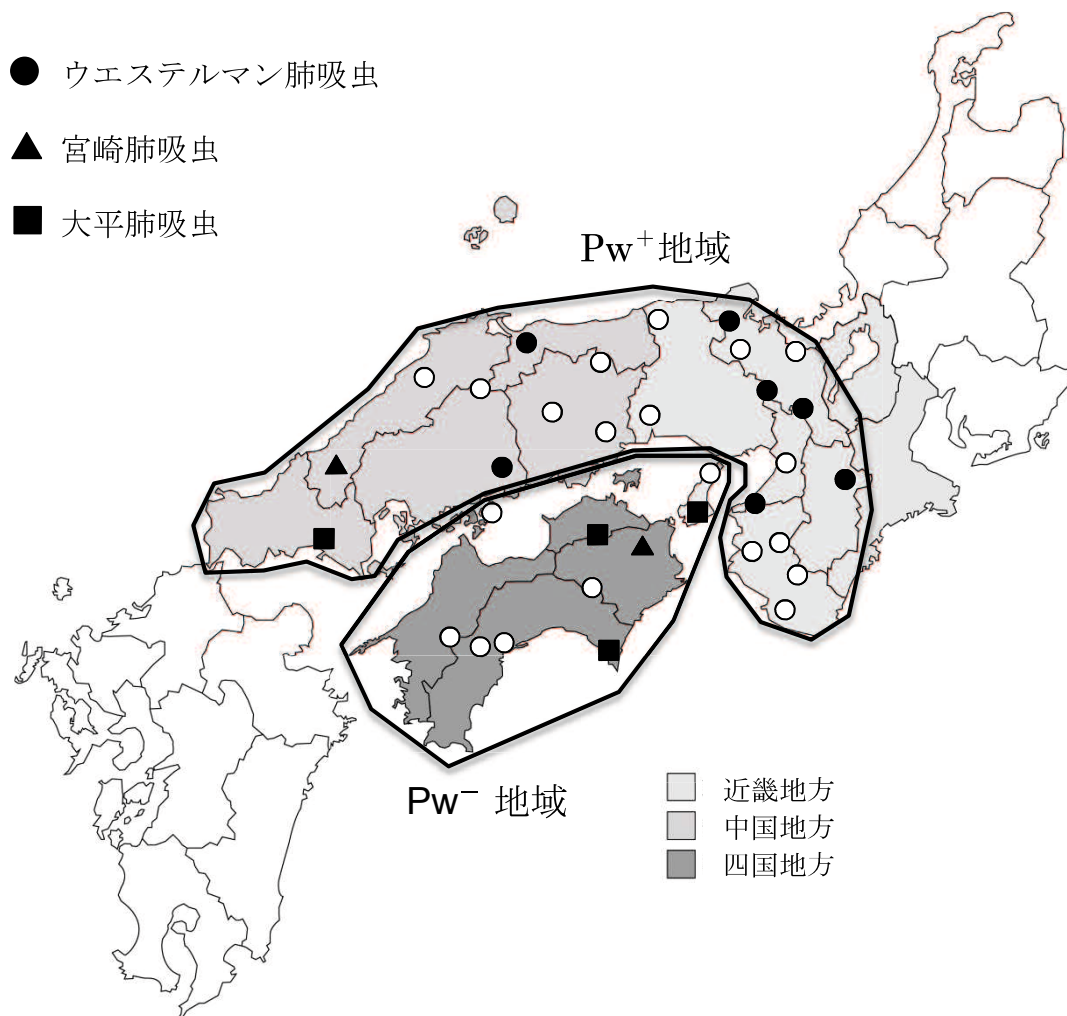 ウエステルマン肺吸虫
宮崎肺吸虫
大平肺吸虫
Pw+地域
Pw− 地域
近畿地方
中国地方
四国地方